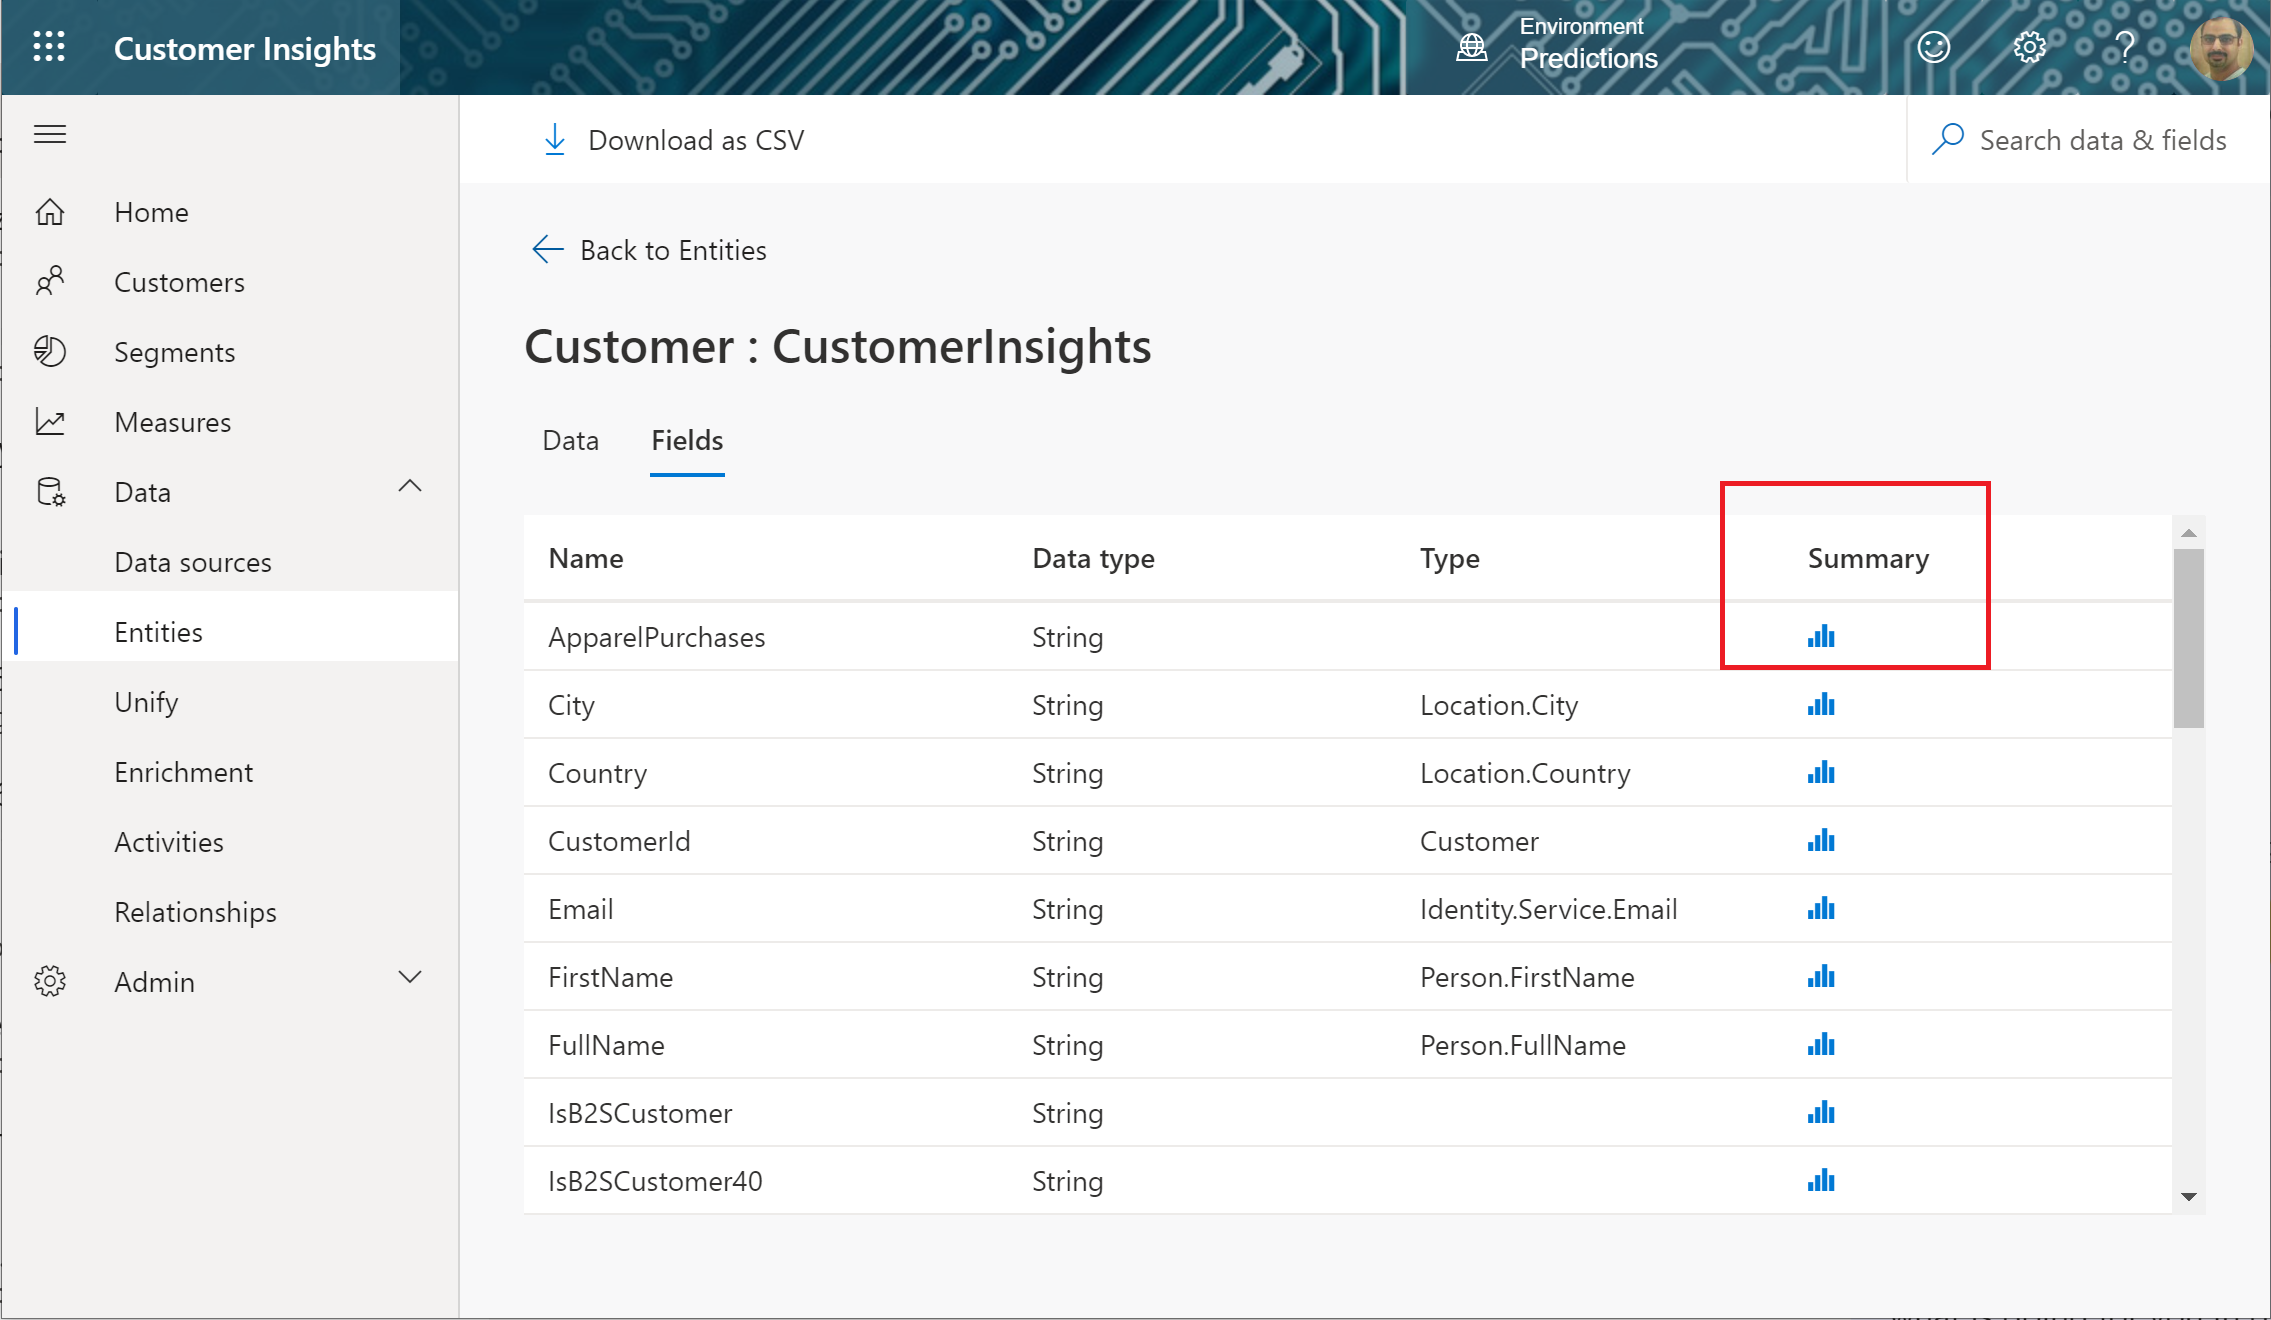 Customer Insights
Environment
Predictions
Download as CSV
Search data & fields
Home
Customers
Segments
Measures
Data
Data sources
Entities
Unify
Enrichment
Activities
Relationships
Admin
Back to Entities
Customer : CustomerInsights
Data Fields
Name Data type Type Summary
ApparelPurchases String
City String Location.City
Country String Location.Country
CustomerId String Customer
Email String Identity.Service.Email
FirstName String Person.FirstName
FullName String Person.FullName
IsB2SCustomer String
IsB2SCustomer40 String